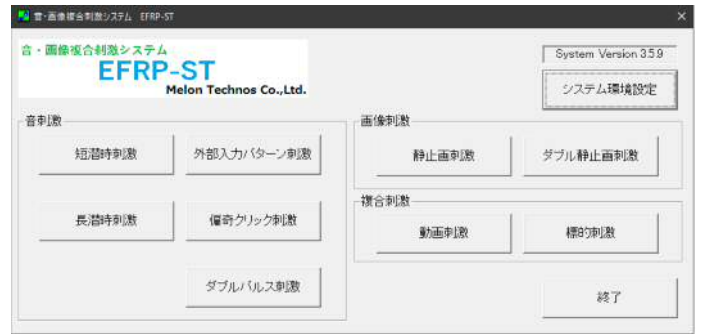 音・画像複合刺激システム EFRP-ST
音・画像複合刺激システム
EFRP-ST
Melon Technos Co.,Ltd.
System Version 3.5.9
システム環境設定
音刺激
短潜時刺激
外部入力パターン刺激
長潜時刺激
偏奇クリック刺激
ダブルパルス刺激
画像刺激
静止画刺激
ダブル静止画刺激
複合刺激
動画刺激
標的刺激
終了